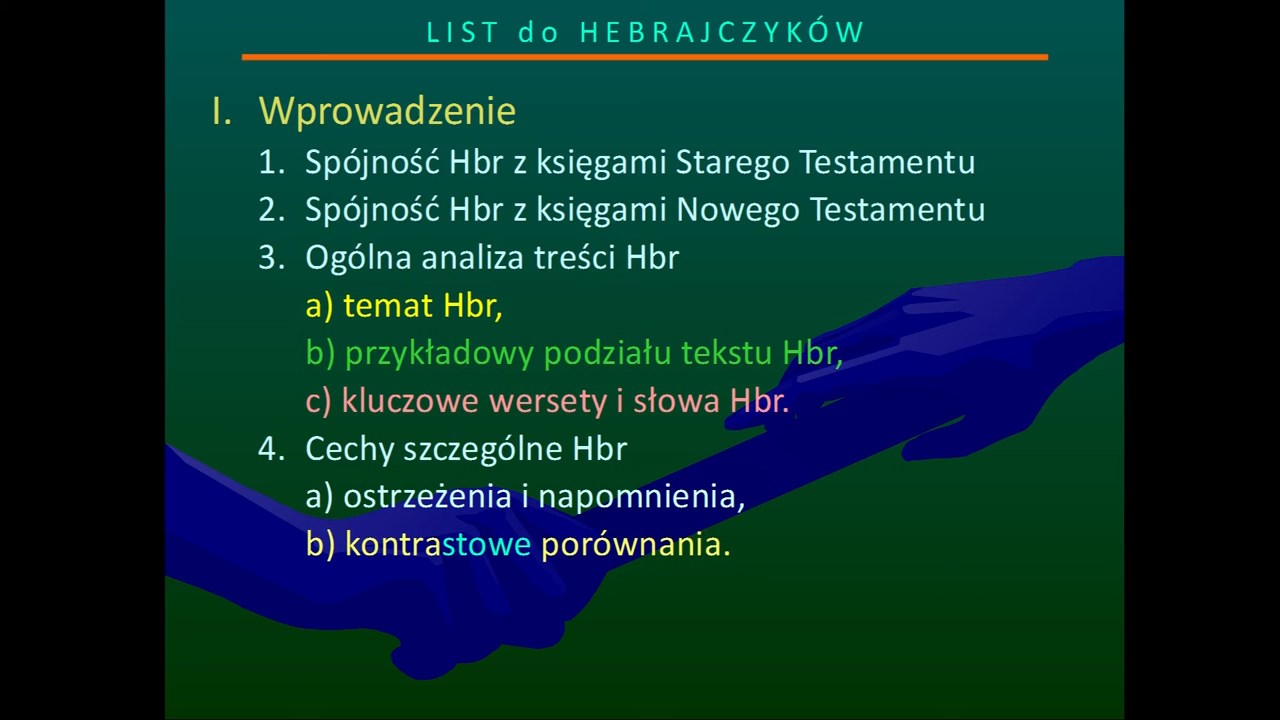 LIST do HEBRAJCZYKÓW
I. Wprowadzenie
1. Spójność Hbr z księgami Starego Testamentu
2. Spójność Hbr z księgami Nowego Testamentu
3. Ogólna analiza treści Hbr
a) temat Hbr,
b) przykładowy podziału tekstu Hbr,
c) kluczowe wersety i słowa Hbr.
4. Cechy szczególne Hbr
a) ostrzeżenia i napomnienia,
b) kontrastowe porównania.